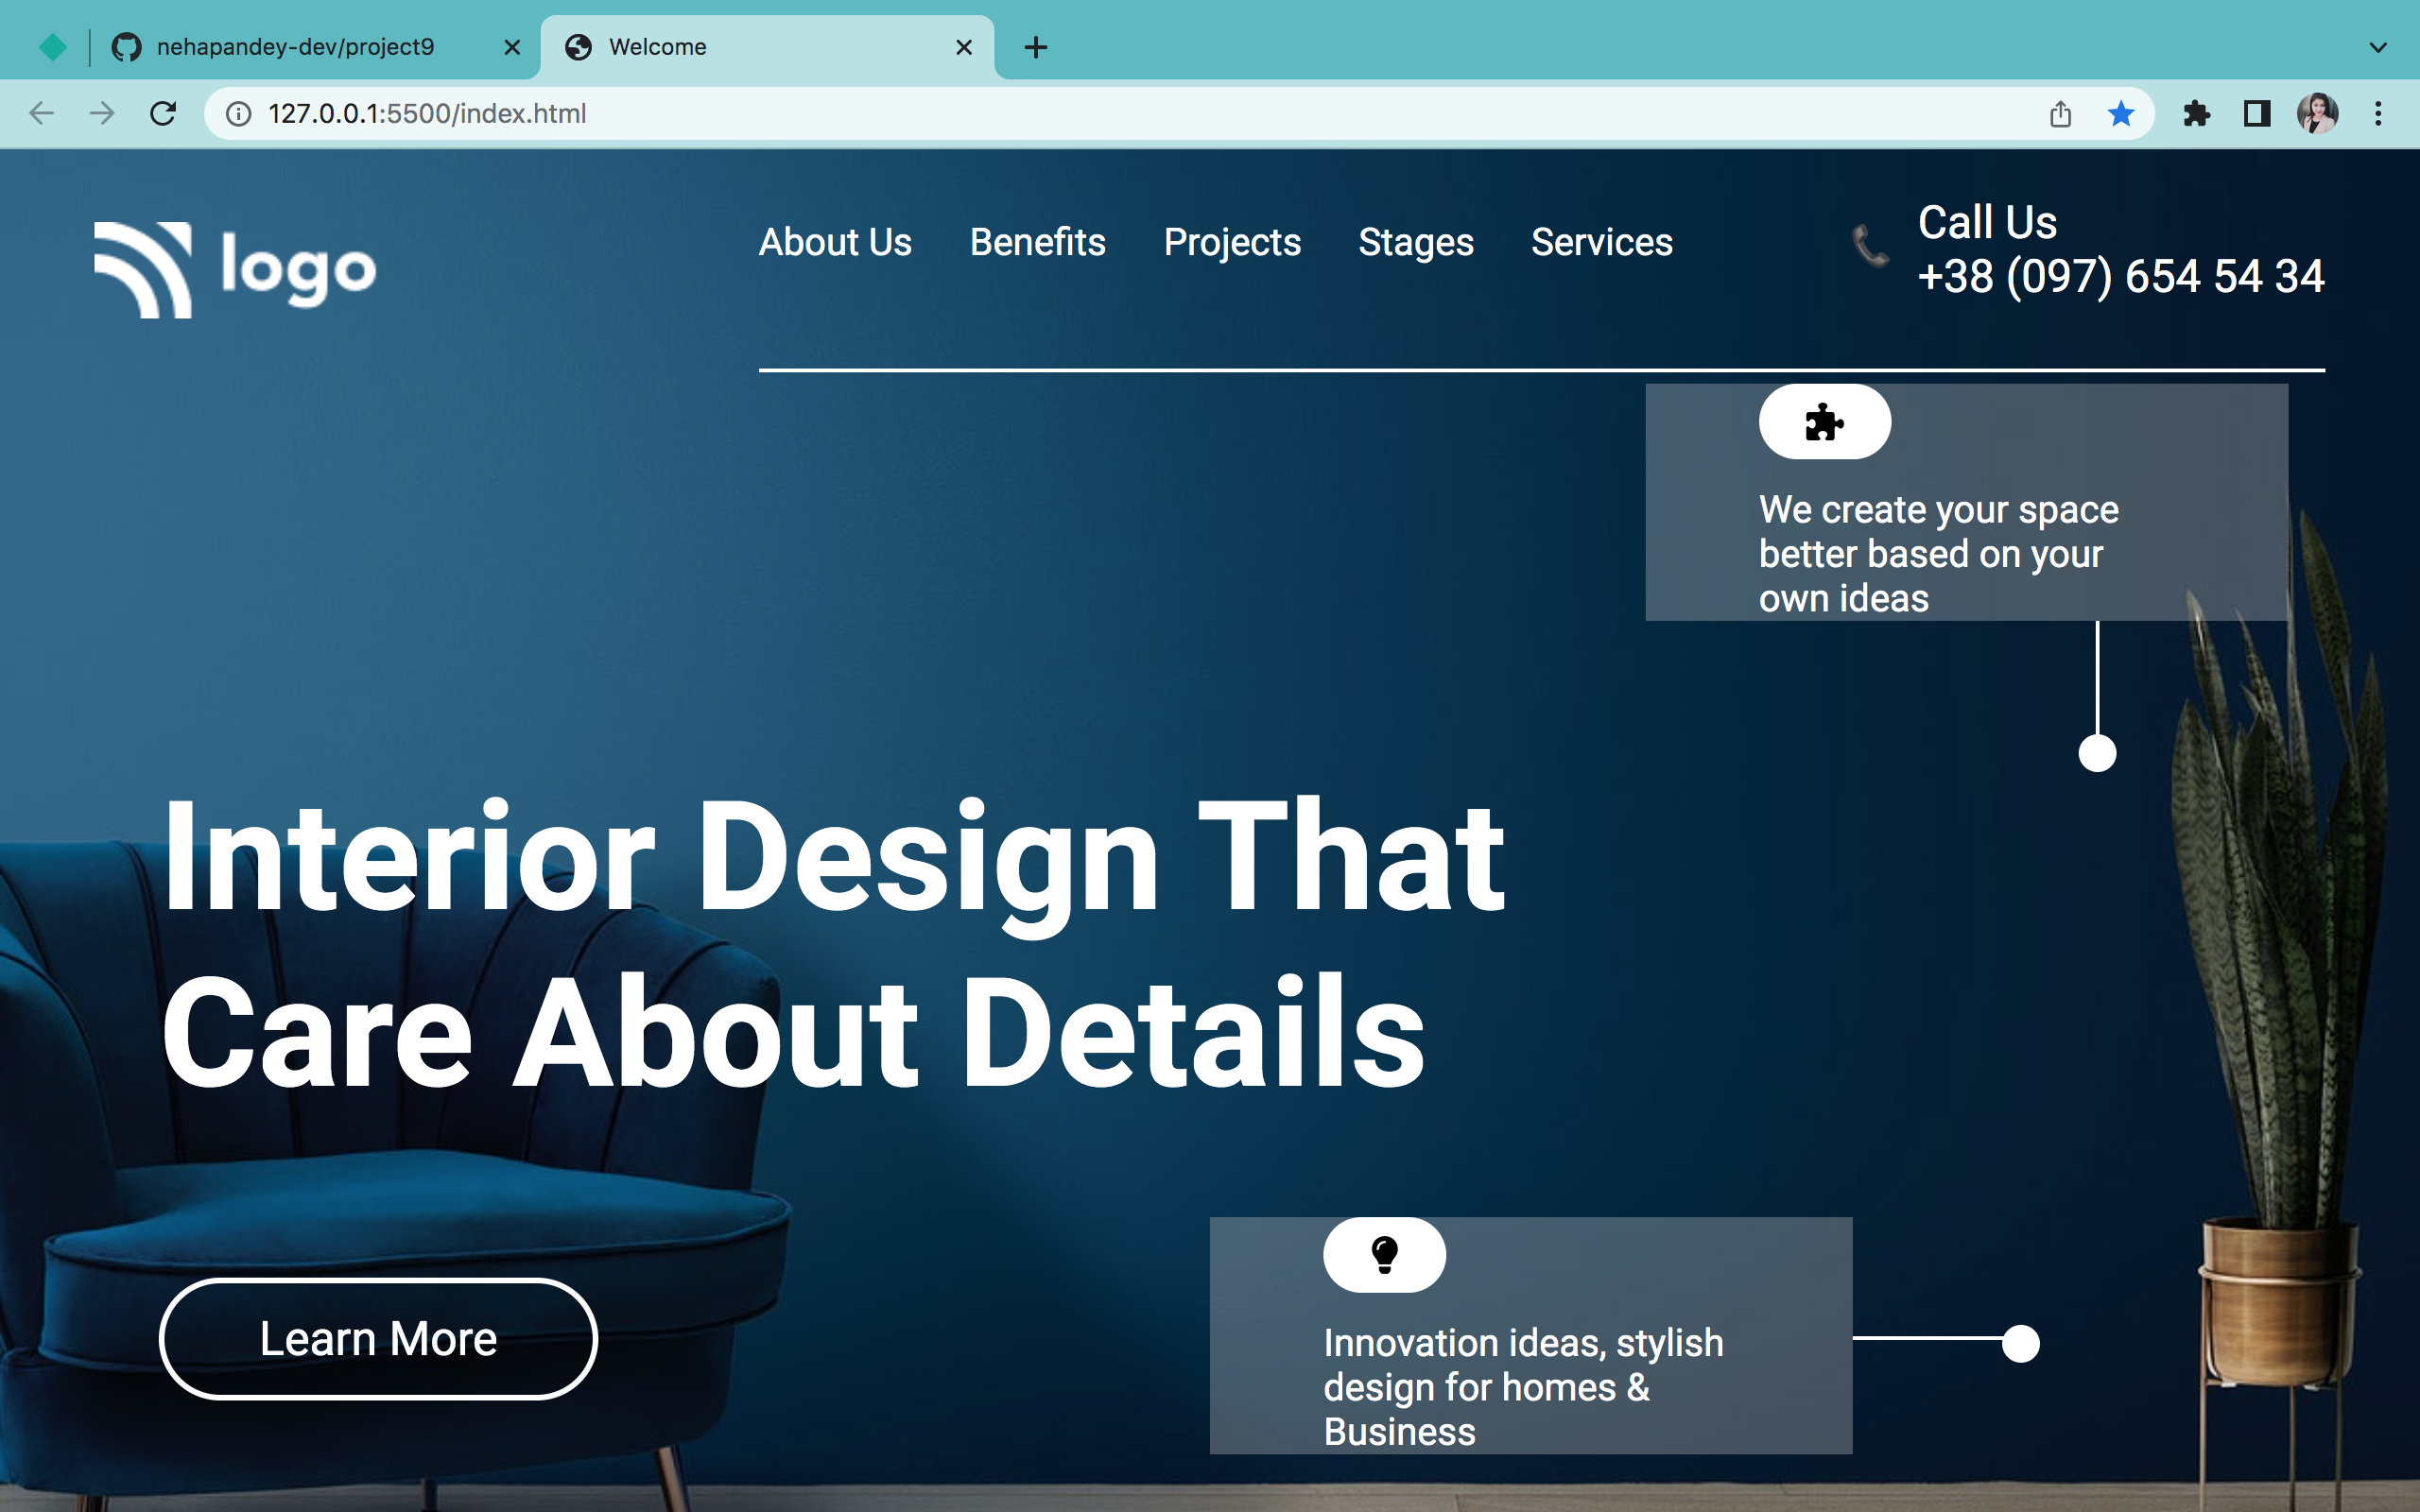 nehapandey-dev/project9
Welcome
127.0.0.1:5500/index.html
logo
About Us
Benefits
Projects
Stages
Services
Call Us
+38 (097) 654 54 34
We create your space
better based on your
own ideas
Interior Design That
Care About Details
Learn More
Innovation ideas, stylish
design for homes &
Business